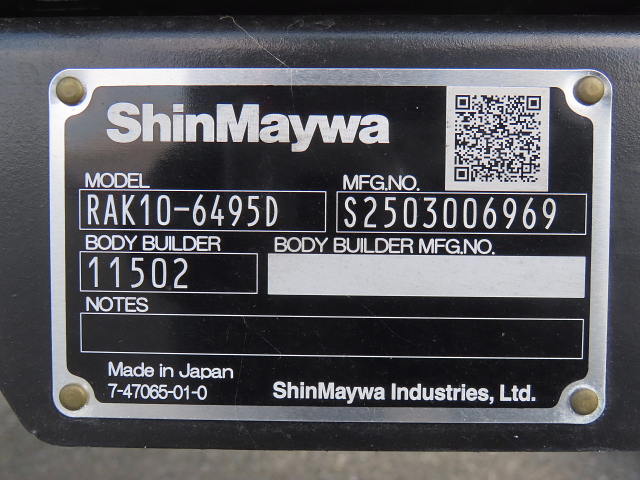 ShinMaywa
MODEL MFG.NO.
RAK10-6495D S2503006969
BODY BUILDER BODY BUILDER MFG.NO.
11502
NOTES
Made in Japan
7-47065-01-0 ShinMaywa Industries, Ltd.